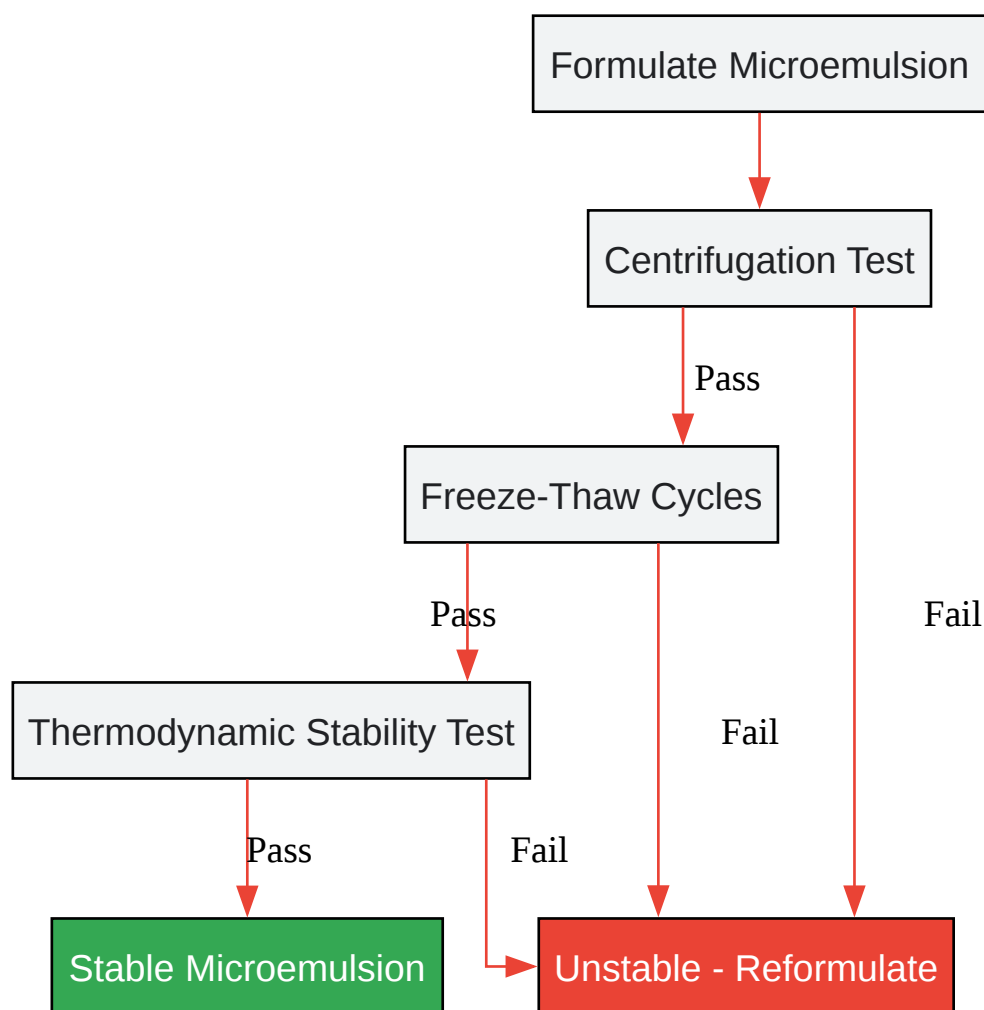 Formulate Microemulsion
Centrifugation Test
Pass
Freeze-Thaw Cycles
Pass
Fail
Thermodynamic Stability Test
Fail
Pass
Fail
Stable Microemulsion
Unstable - Reformulate